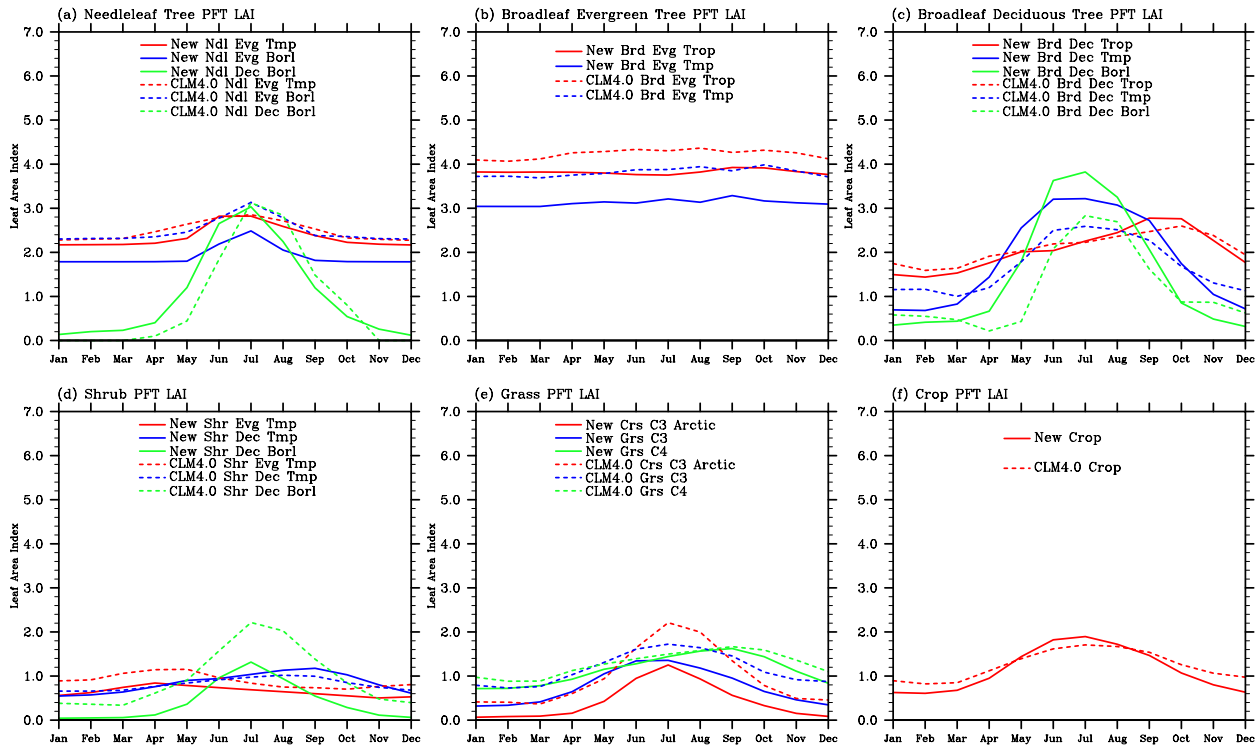 (a) Needleleaf Tree PFT LAI
7.0
6.0
5.0
4.0
3.0
2.0
1.0
0.0
Leaf Area Index
New Ndl Evg Tmp
New Ndl Evg Borl
New Ndl Dec Borl
CLM4.0 Ndl Evg Tmp
CLM4.0 Ndl Evg Borl
CLM4.0 Ndl Dec Borl
Jan Feb Mar Apr May Jun Jul Aug Sep Oct Nov Dec
(b) Broadleaf Evergreen Tree PFT LAI
7.0
6.0
5.0
4.0
3.0
2.0
1.0
0.0
Leaf Area Index
New Brd Evg Trop
New Brd Evg Tmp
CLM4.0 Brd Evg Trop
CLM4.0 Brd Evg Tmp
Jan Feb Mar Apr May Jun Jul Aug Sep Oct Nov Dec
(c) Broadleaf Deciduous Tree PFT LAI
7.0
6.0
5.0
4.0
3.0
2.0
1.0
0.0
Leaf Area Index
New Brd Dec Trop
New Brd Dec Tmp
New Brd Dec Borl
CLM4.0 Brd Dec Trop
CLM4.0 Brd Dec Tmp
CLM4.0 Brd Dec Borl
Jan Feb Mar Apr May Jun Jul Aug Sep Oct Nov Dec
(d) Shrub PFT LAI
7.0
6.0
5.0
4.0
3.0
2.0
1.0
0.0
Leaf Area Index
New Shr Evg Tmp
New Shr Dec Tmp
New Shr Dec Borl
CLM4.0 Shr Evg Tmp
CLM4.0 Shr Dec Tmp
CLM4.0 Shr Dec Borl
Jan Feb Mar Apr May Jun Jul Aug Sep Oct Nov Dec
(e) Grass PFT LAI
7.0
6.0
5.0
4.0
3.0
2.0
1.0
0.0
Leaf Area Index
New Crs C3 Arctic
New Grs C3
New Grs C4
CLM4.0 Crs C3 Arctic
CLM4.0 Grs C3
CLM4.0 Grs C4
Jan Feb Mar Apr May Jun Jul Aug Sep Oct Nov Dec
(f) Crop PFT LAI
7.0
6.0
5.0
4.0
3.0
2.0
1.0
0.0
Leaf Area Index
New Crop
CLM4.0 Crop
Jan Feb Mar Apr May Jun Jul Aug Sep Oct Nov Dec